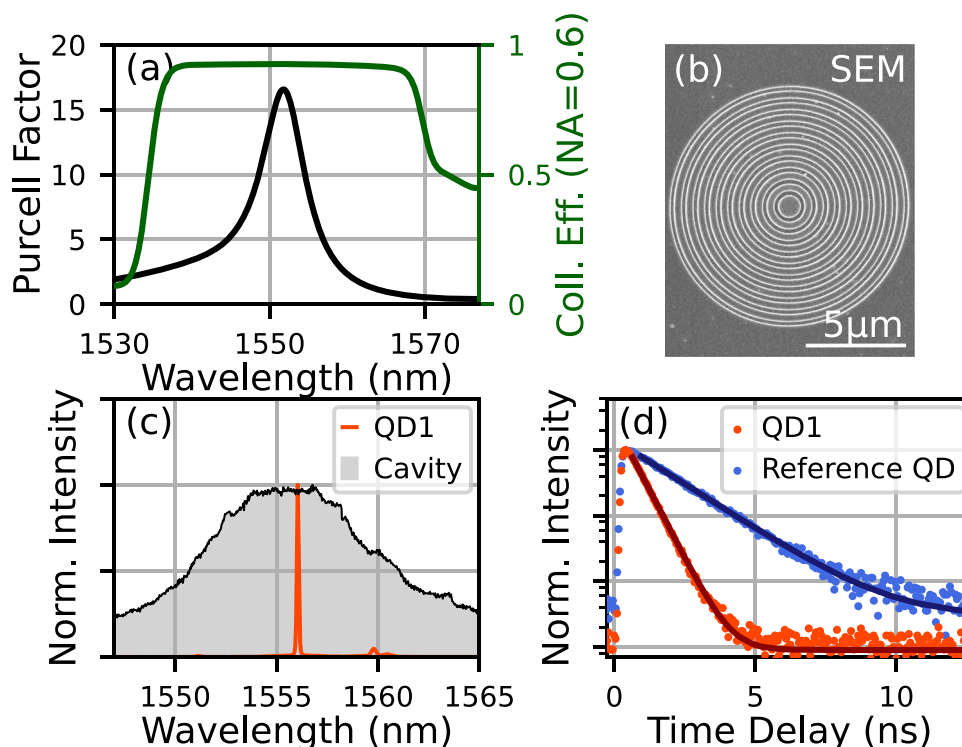 (a)
Purcell Factor
20
15
10
5
0
1530
1550
1570
Wavelength (nm)
1
0.5
0
Coll. Eff. (NA=0.6)
(b)
SEM
5μm
(c)
QD1
Cavity
Norm. Intensity
1550
1555
1560
1565
Wavelength (nm)
(d)
QD1
Reference QD
Norm. Intensity
0
5
10
Time Delay (ns)